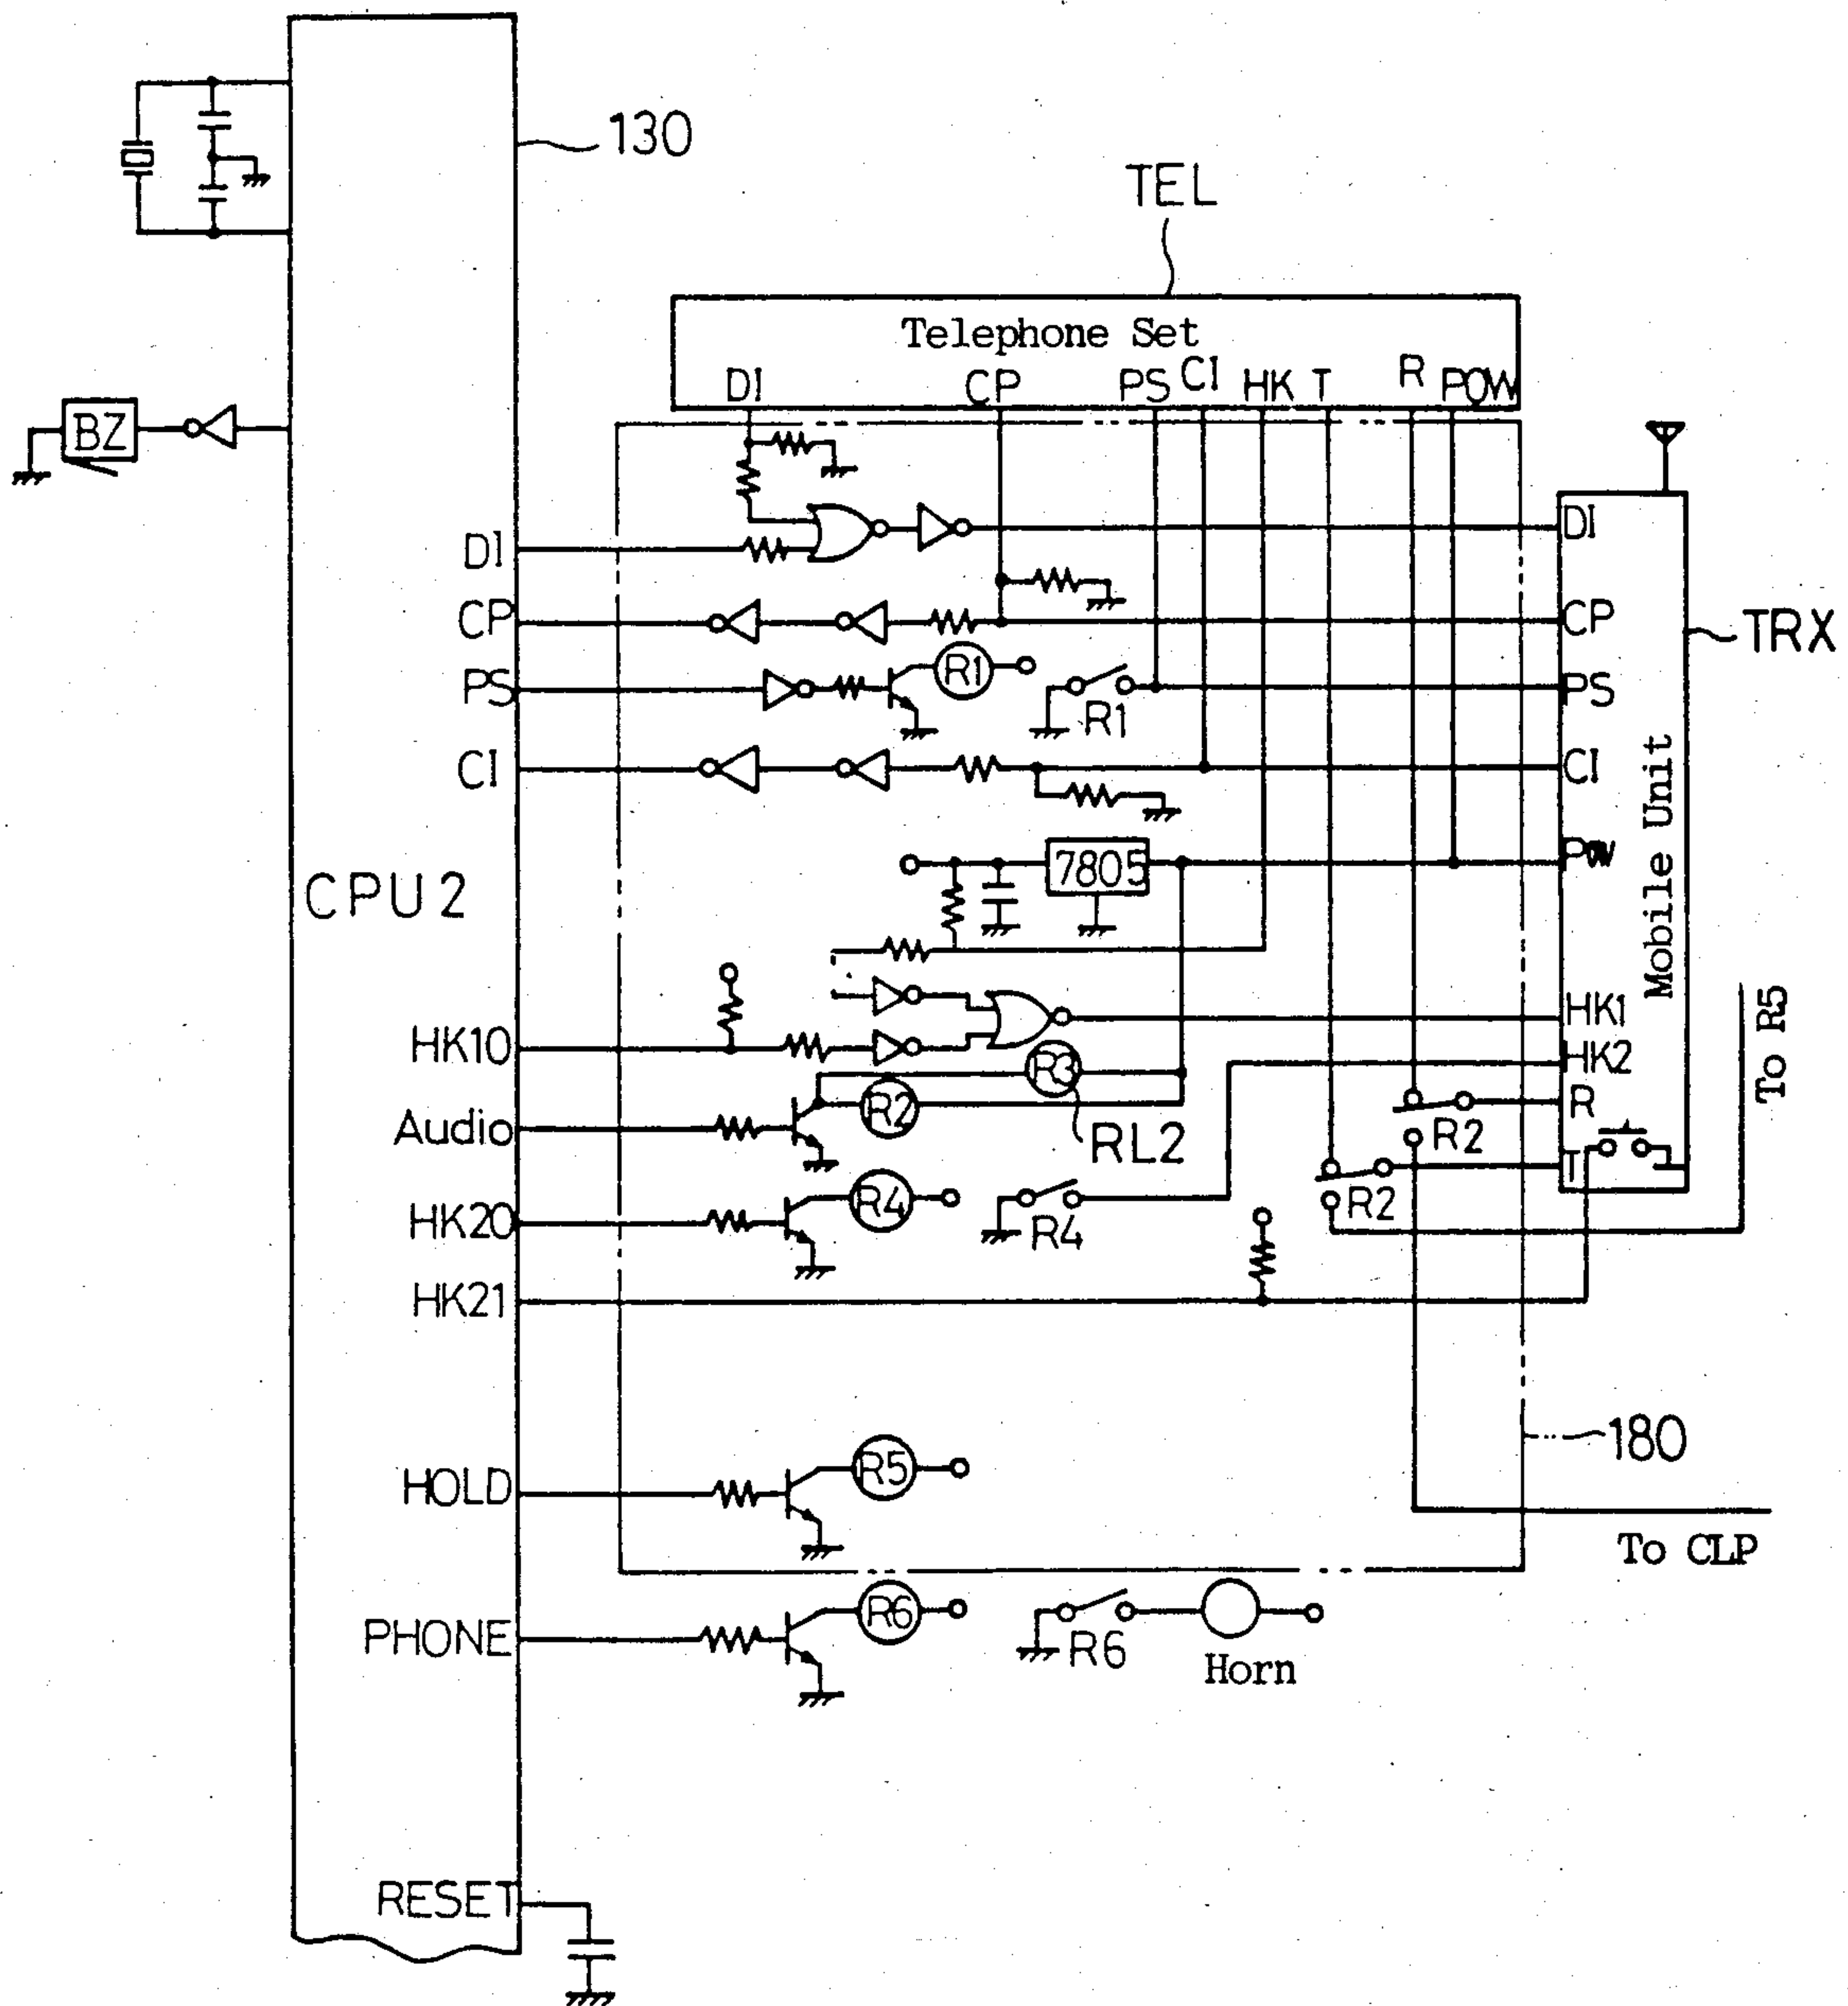 130
TEL
Telephone Set
DI CP PS CI HK T R POW
BZ
DI
DI
CP
CP
TRX
R1
PS
PS
R1
CI
CI
Mobile Unit
7805
POW
CPU2
To R5
HK1
HK10
HK2
R3
R2
R
Audio
RL2
R2
T
R4
R2
HK20
R4
HK21
180
R5
HOLD
To CLP
R6
PHONE
R6
Horn
RESET